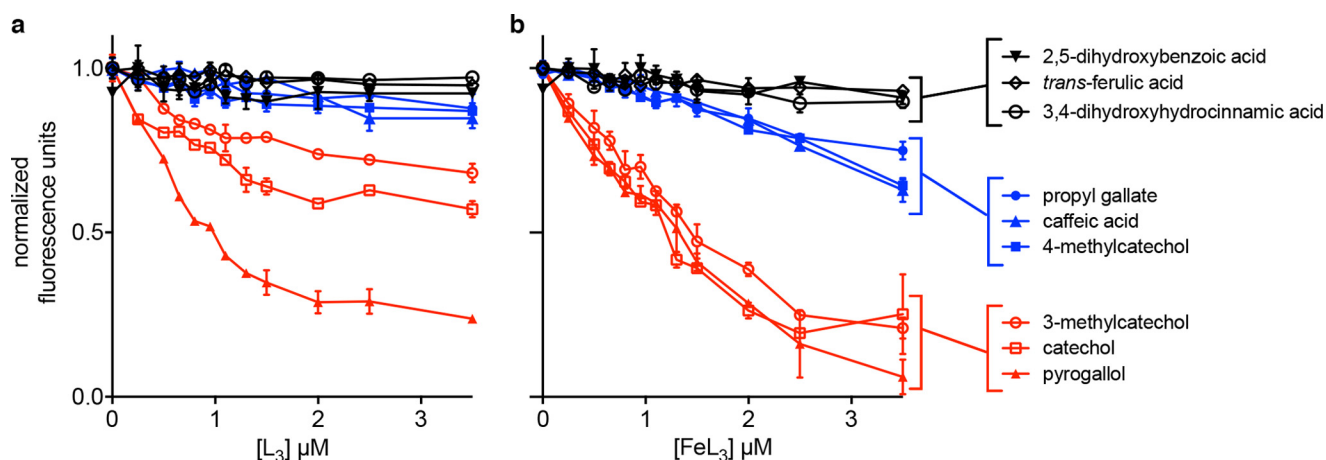 a
b
normalized
fluorescence units
1.0
0.5
0.0
0
1
2
3
[L₃] µM
0
1
2
3
[FeL₃] µM
2,5-dihydroxybenzoic acid
trans-ferulic acid
3,4-dihydroxyhydrocinnamic acid
propyl gallate
caffeic acid
4-methylcatechol
3-methylcatechol
catechol
pyrogallol